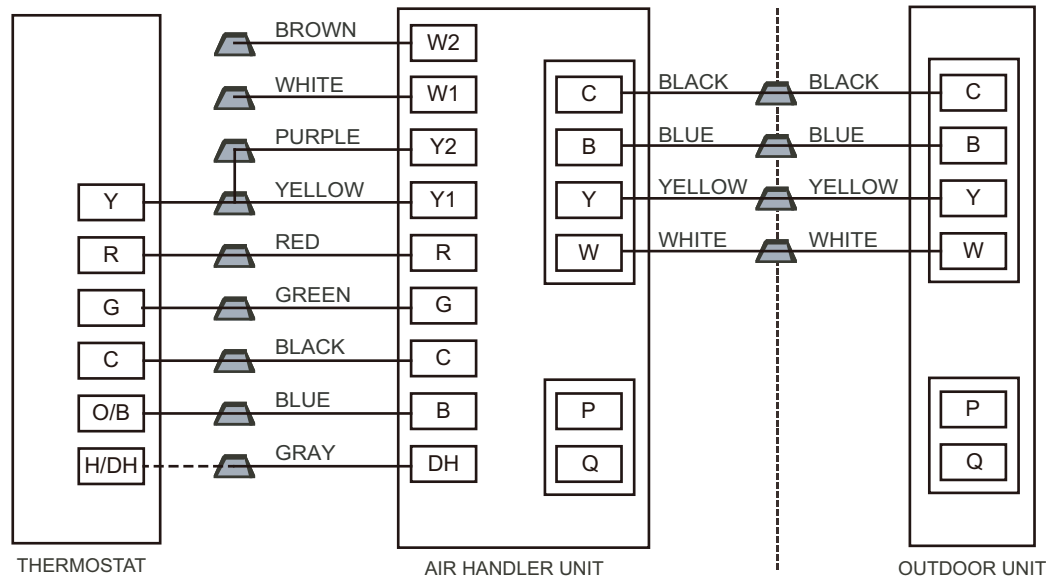 BROWN
W2
WHITE
W1
PURPLE
Y2
Y
YELLOW
Y1
R
RED
R
G
GREEN
G
C
BLACK
C
O/B
BLUE
B
H/DH
GRAY
DH
C
BLACK
BLACK
C
B
BLUE
BLUE
B
Y
YELLOW
YELLOW
Y
W
WHITE
WHITE
W
P
Q
P
Q
THERMOSTAT
AIR HANDLER UNIT
OUTDOOR UNIT